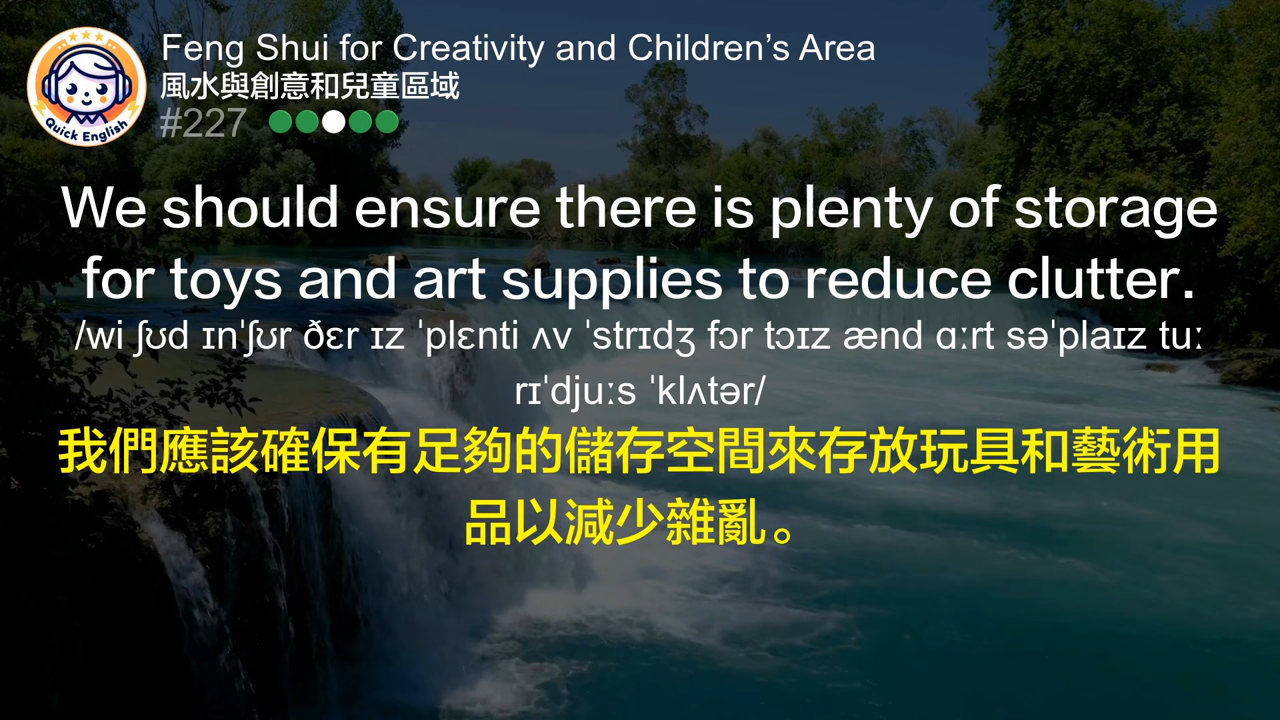 Feng Shui for Creativity and Children’s Area
風水與創意和兒童區域
#227
Quick English
We should ensure there is plenty of storage
for toys and art supplies to reduce clutter.
/wi ʃʊd ɪnˈʃʊr ðɛr ɪz ˈplɛnti ʌv ˈstrɪdʒ fɔr tɔɪz ænd ɑːrt səˈplaɪz tuː
rɪˈdjuːs ˈklʌtər/
我們應該確保有足夠的儲存空間來存放玩具和藝術用
品以減少雜亂。